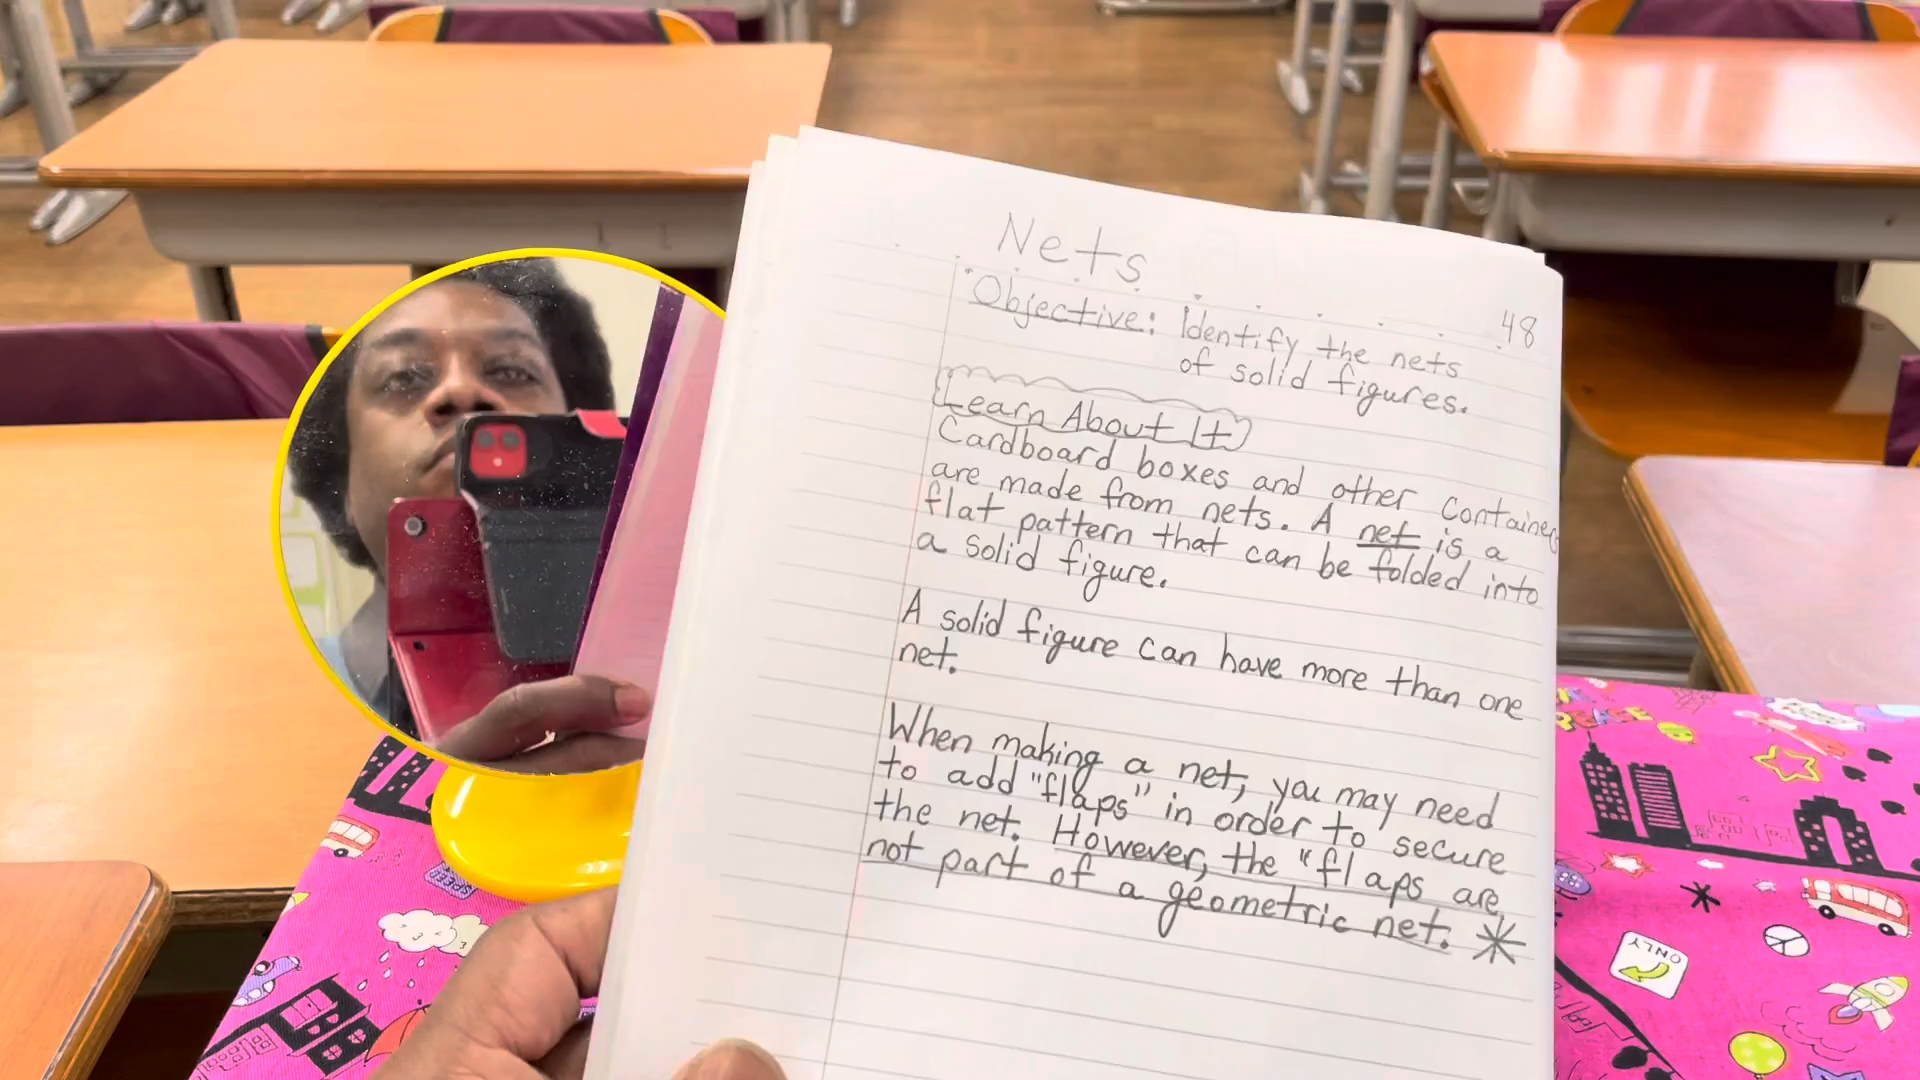 Nets
48
Objective: Identify the nets
of solid figures.
Learn About It
Cardboard boxes and other Containers
are made from nets. A net is a
flat pattern that can be folded into
a solid figure.
A solid figure can have more than one
net.
When making a net, you may need
to add "flaps" in order to secure
the net. However, the "flaps are
not part of a geometric net. *
ONLY